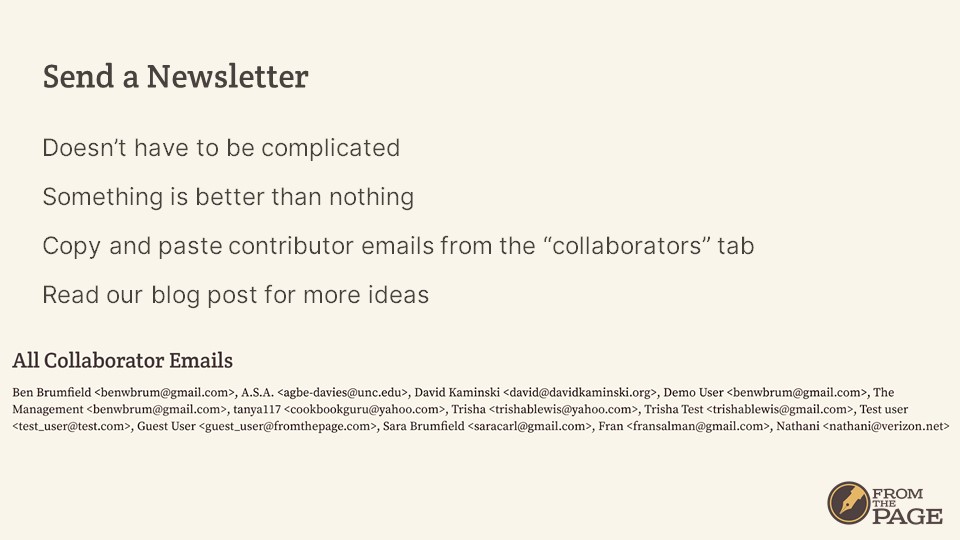 Send a Newsletter
Doesn’t have to be complicated
Something is better than nothing
Copy and paste contributor emails from the “collaborators” tab
Read our blog post for more ideas
All Collaborator Emails
Ben Brumfield <benwbrum@gmail.com>, A.S.A. <agbe-davies@unc.edu>, David Kaminski <david@davidkaminski.org>, Demo User <benwbrum@gmail.com>, The
Management <benwbrum@gmail.com>, tanya117 <cookbookguru@yahoo.com>, Trisha <trishablewis@yahoo.com>, Trisha Test <trishablewis@gmail.com>, Test user
<test_user@test.com>, Guest User <guest_user@fromthepage.com>, Sara Brumfield <saracarl@gmail.com>, Fran <fransalman@gmail.com>, Nathani <nathani@verizon.net>
FROM
THE
PAGE